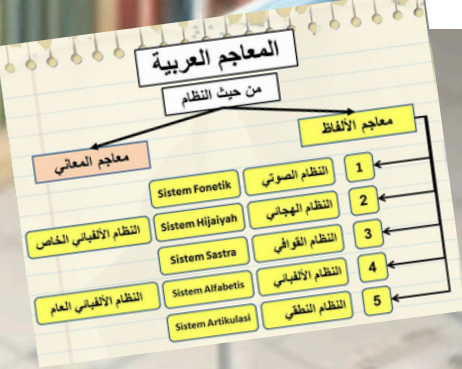 المعاجم العربية
من حيث النظام
معاجم الألفاظ
معاجم المعاني
1 النظام الصوتي Sistem Fonetik
2 النظام الهجائي Sistem Hijaiyah النظام الألفبائي الخاص
3 النظام القوافي Sistem Sastra
4 النظام الألفبائي Sistem Alfabetis النظام الألفبائي العام
5 النظام النطقي Sistem Artikulasi